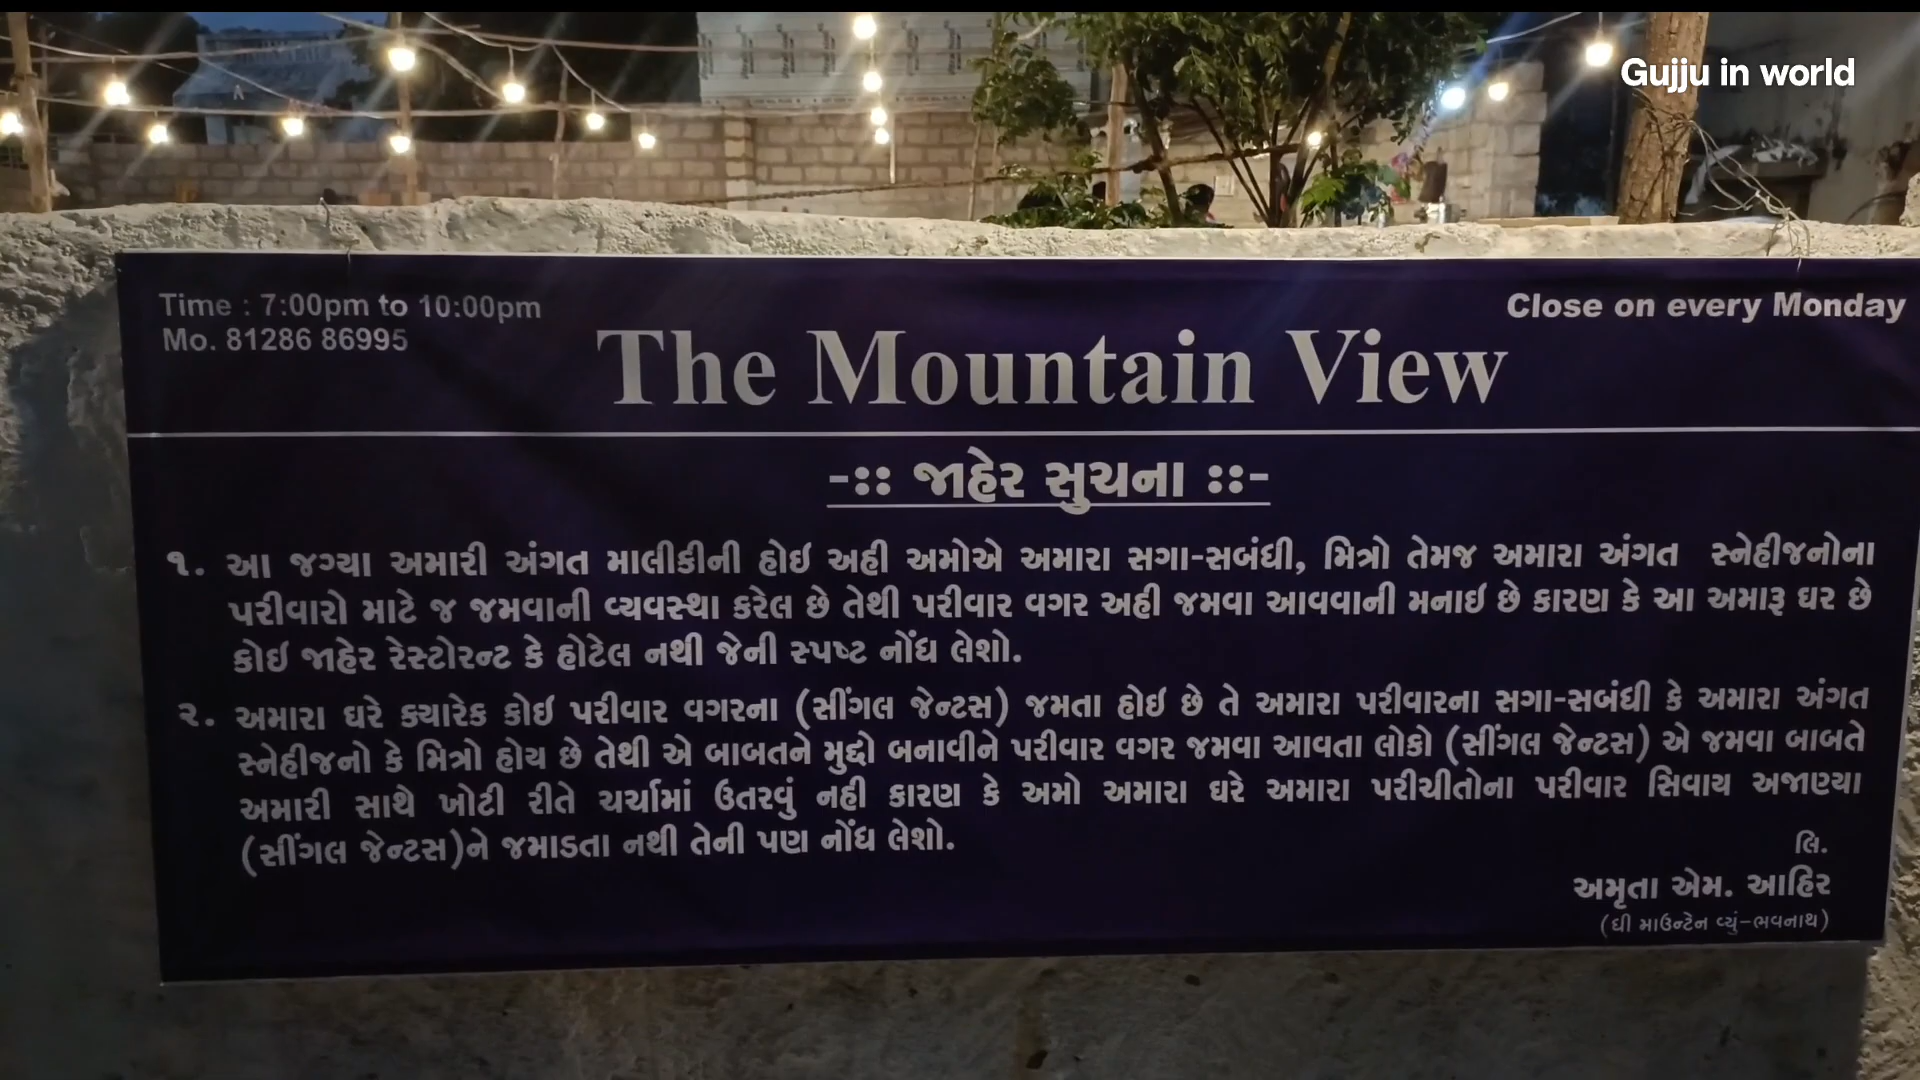 Gujju in world
Time : 7:00pm to 10:00pm
Mo. 81286 86995
Close on every Monday
The Mountain View
-:: જાહેર સુચના ::-
૧. આ જગ્યા અમારી અંગત માલીકીની હોઇ અહી અમોએ અમારા સગા-સબંધી, મિત્રો તેમજ અમારા અંગત સ્નેહીજનોના
પરીવારો માટે જ જમવાની વ્યવસ્થા કરેલ છે તેથી પરીવાર વગર અહી જમવા આવવાની મનાઇ છે કારણ કે આ અમારૂ ઘર છે
કોઇ જાહેર રેસ્ટોરન્ટ કે હોટેલ નથી જેની સ્પષ્ટ નોંધ લેશો.
૨. અમારા ઘરે ક્યારેક કોઇ પરીવાર વગરના (સીંગલ જેન્ટસ) જમતા હોઇ છે તે અમારા પરીવારના સગા-સબંધી કે અમારા અંગત
સ્નેહીજનો કે મિત્રો હોય છે તેથી એ બાબતને મુદ્દો બનાવીને પરીવાર વગર જમવા આવતા લોકો (સીંગલ જેન્ટસ) એ જમવા બાબતે
અમારી સાથે ખોટી રીતે ચર્ચામાં ઉતરવું નહી કારણ કે અમો અમારા ઘરે અમારા પરીચીતોના પરીવાર સિવાય અજાણ્યા
(સીંગલ જેન્ટસ)ને જમાડતા નથી તેની પણ નોંધ લેશો.
લિ.
અમૃતા એમ. આહિર
(ધી માઉન્ટેન વ્યું-ભવનાથ)